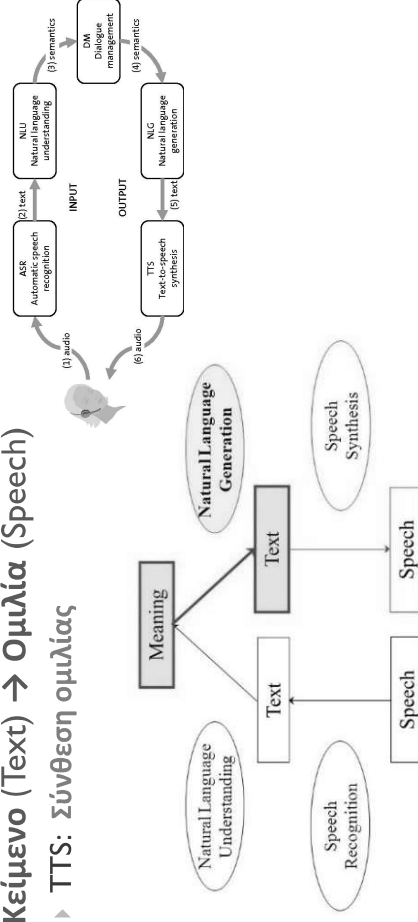 Κείμενο (Text) → Ομιλία (Speech)
TTS: Σύνθεση ομιλίας
(1) audio
ASR
Automatic speech
recognition
(2) text
INPUT
NLU
Natural language
understanding
(3) semantics
DM
Dialogue
management
(4) semantics
NLG
Natural language
generation
(5) text
OUTPUT
TTS
Text-to-speech
synthesis
(6) audio
Meaning
Natural Language
Understanding
Natural Language
Generation
Text
Text
Speech
Recognition
Speech
Synthesis
Speech
Speech